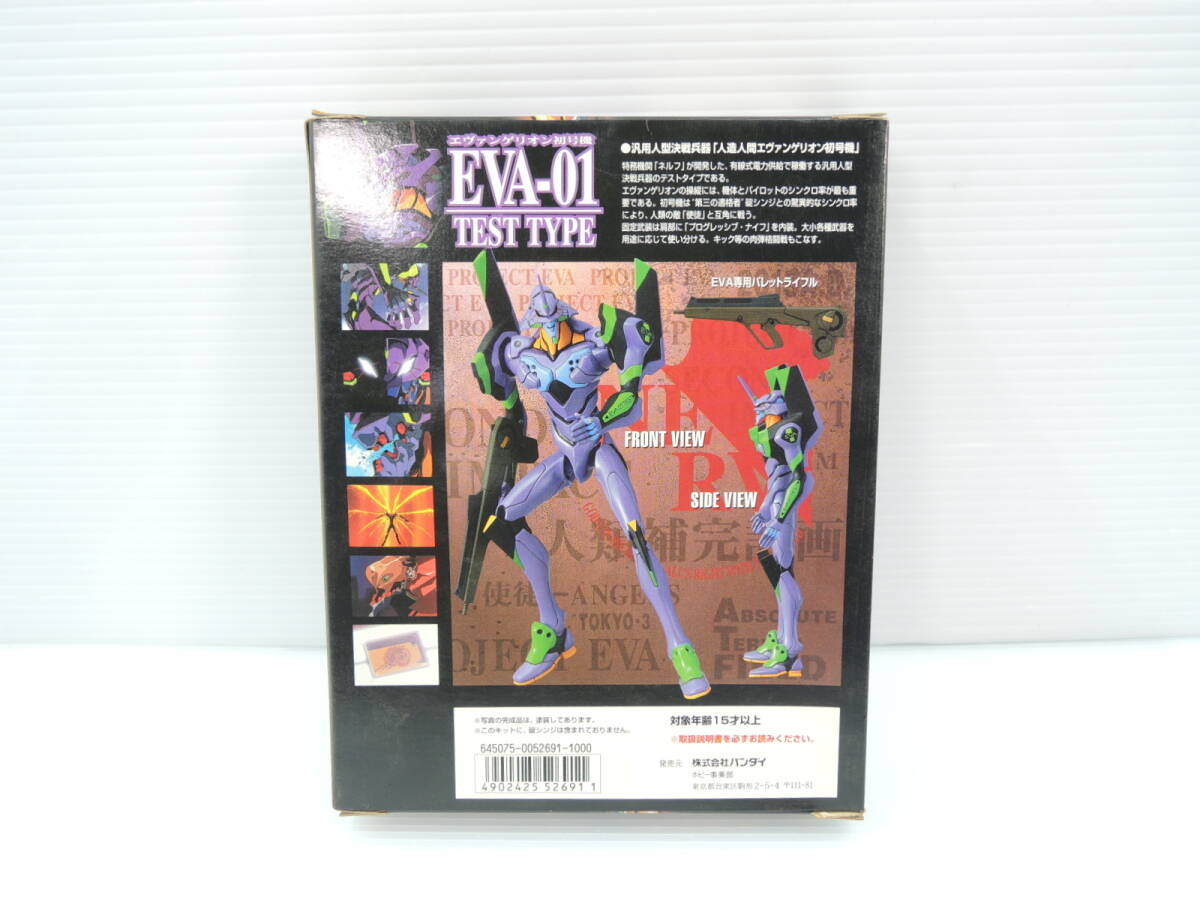 エヴァンゲリオン初号機
EVA-01
TEST TYPE
●汎用人型決戦兵器「人造人間エヴァンゲリオン初号機」
特務機関「ネルフ」が開発した、有線式電力供給で稼働する汎用人型
決戦兵器のテストタイプである。
エヴァンゲリオンの操縦には、機体とパイロットのシンクロ率が最も重
要である。初号機は“第三の適格者”碇シンジとの驚異的なシンクロ率
により、人類の敵「使徒」と互角に戦う。
固定武装は肩部に「プログレッシブ・ナイフ」を内装。大小各種武器を
用途に応じて使い分ける。キック等の肉弾格闘戦もこなす。
EVA専用パレットライフル
PROJECT EVA
FRONT VIEW
SIDE VIEW
人類補完計画
使徒-ANGELS
TOKYO-3
PROJECT EVA
ABSOLUTE
TERROR
FIELD
※写真の完成品は、塗装してあります。
※このキットに、碇シンジは含まれておりません。
645075-0052691-1000
4902425 52691 1
対象年齢15才以上
※取扱説明書を必ずお読みください。
発売元 株式会社バンダイ
ホビー事業部
東京都台東区駒形2-5-4 〒111-81